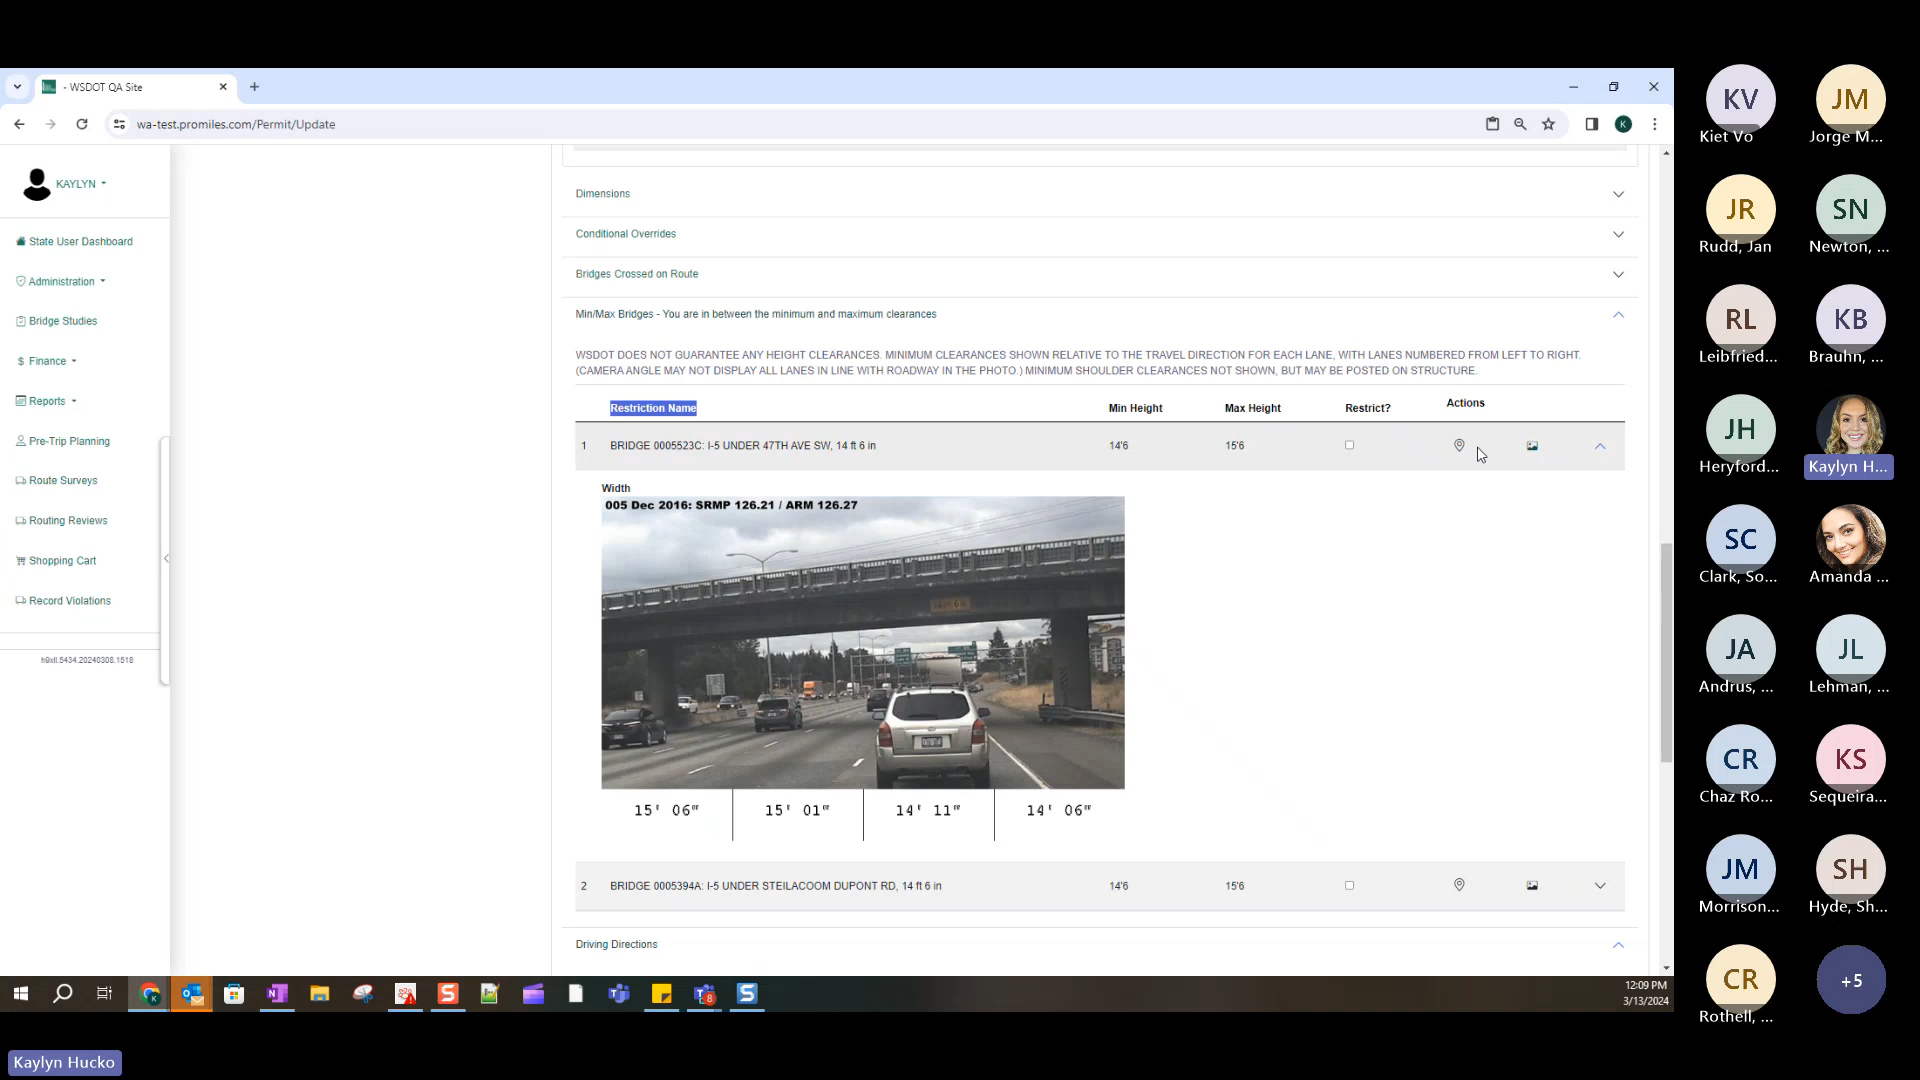 - WSDOT QA Site
wa-test.promiles.com/Permit/Update
K
KAYLYN
State User Dashboard
Administration
Bridge Studies
$ Finance
Reports
Pre-Trip Planning
Route Surveys
Routing Reviews
Shopping Cart
Record Violations
h9xll.5434.20240308.1518
Dimensions
Conditional Overrides
Bridges Crossed on Route
Min/Max Bridges - You are in between the minimum and maximum clearances
WSDOT DOES NOT GUARANTEE ANY HEIGHT CLEARANCES. MINIMUM CLEARANCES SHOWN RELATIVE TO THE TRAVEL DIRECTION FOR EACH LANE, WITH LANES NUMBERED FROM LEFT TO RIGHT.
(CAMERA ANGLE MAY NOT DISPLAY ALL LANES IN LINE WITH ROADWAY IN THE PHOTO.) MINIMUM SHOULDER CLEARANCES NOT SHOWN, BUT MAY BE POSTED ON STRUCTURE.
Restriction Name Min Height Max Height Restrict? Actions
1 BRIDGE 0005523C: I-5 UNDER 47TH AVE SW, 14 ft 6 in 14'6 15'6
Width
005 Dec 2016: SRMP 126.21 / ARM 126.27
15' 06" 15' 01" 14' 11" 14' 06"
2 BRIDGE 0005394A: I-5 UNDER STEILACOOM DUPONT RD, 14 ft 6 in 14'6 15'6
Driving Directions
12:09 PM
3/13/2024
8
KV JM
Kiet Vo Jorge M...
JR SN
Rudd, Jan Newton, ...
RL KB
Leibfried... Brauhn, ...
JH
Heryford... Kaylyn H...
SC
Clark, So... Amanda ...
JA JL
Andrus, ... Lehman, ...
CR KS
Chaz Ro... Sequeira...
JM SH
Morrison... Hyde, Sh...
CR +5
Rothell, ...
Kaylyn Hucko